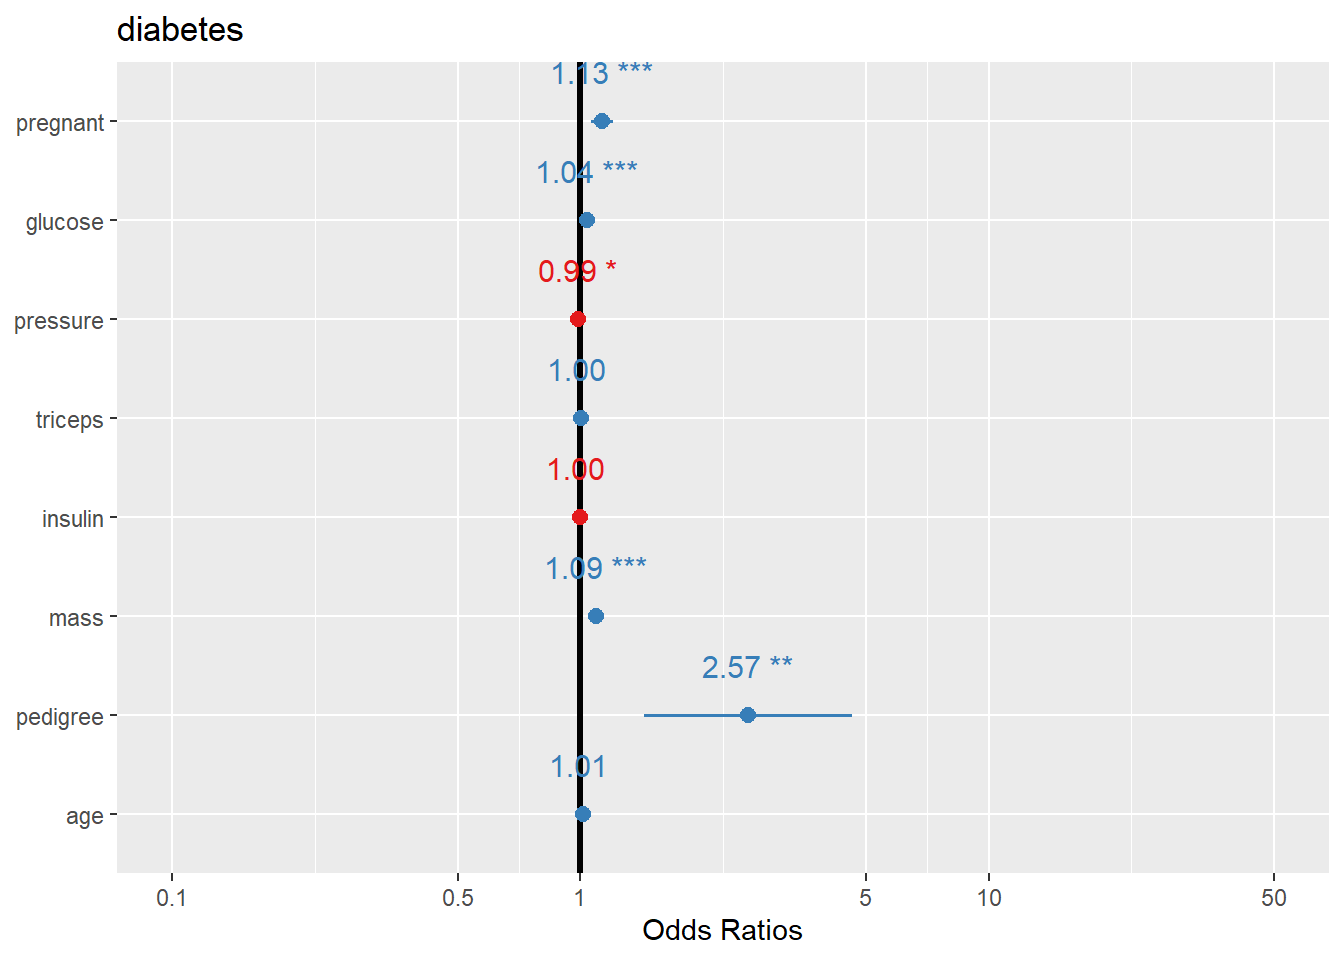 diabetes
1.13 ***
pregnant
1.04 ***
glucose
0.99 *
pressure
1.00
triceps
1.00
insulin
1.09 ***
mass
2.57 **
pedigree
1.01
age
0.1 0.5 1 5 10 50
Odds Ratios